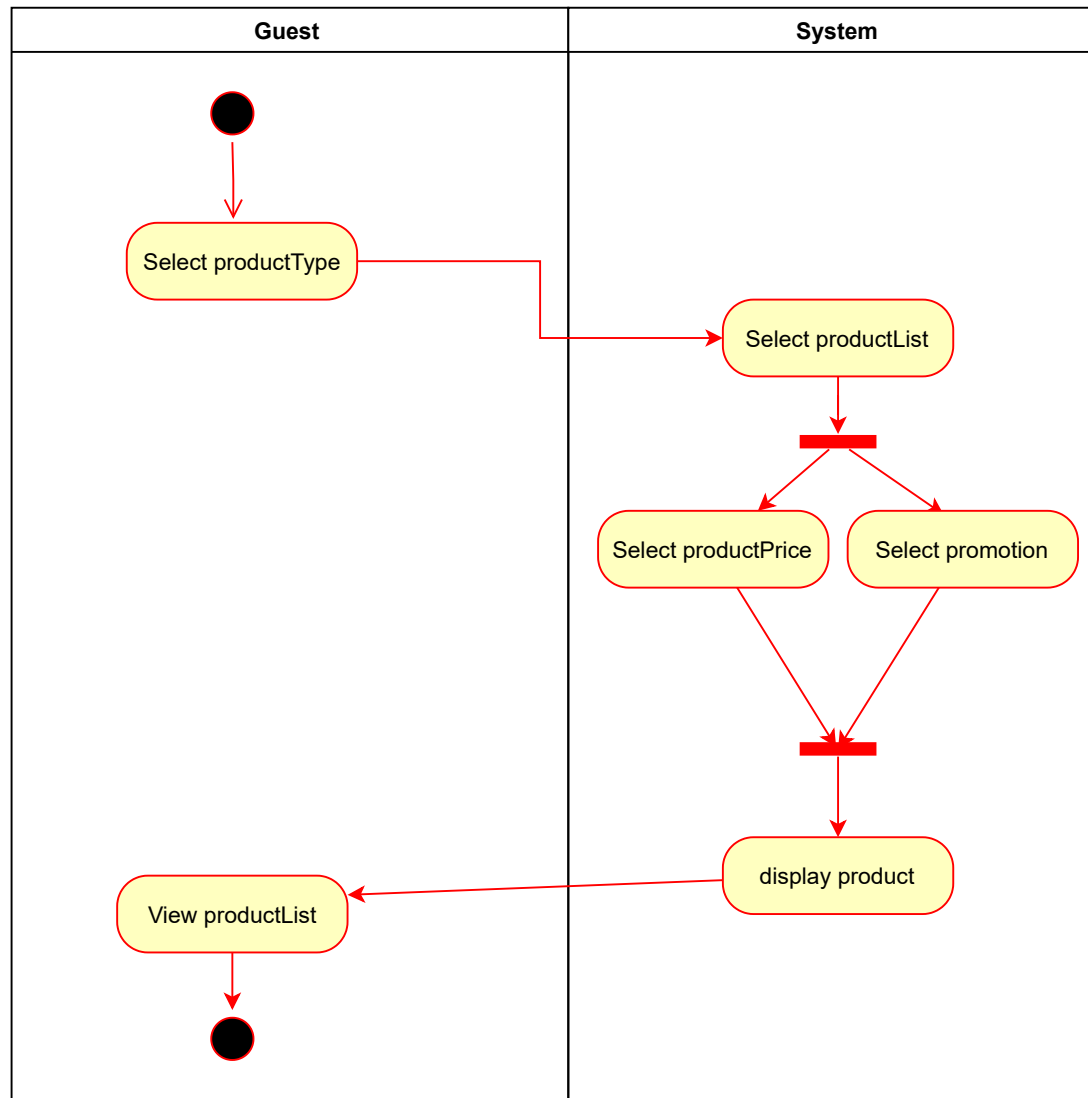 Guest
System
Select productType
Select productList
Select productPrice
Select promotion
display product
View productList